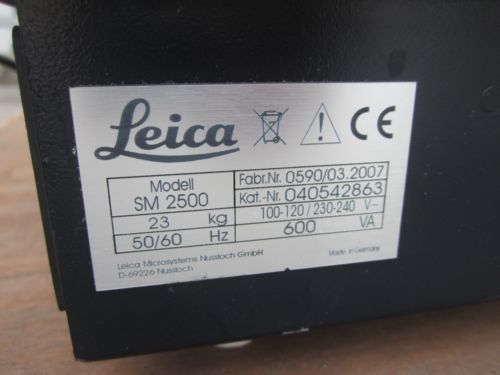 Leica
CE
Modell
SM 2500
23 kg
50/60 Hz
Fabr.Nr. 0590/03.2007
Kat.-Nr. 040542863
100-120 / 230-240 V~
600 VA
Leica Microsystems Nussloch GmbH
D-69226 Nussloch
Made in Germany